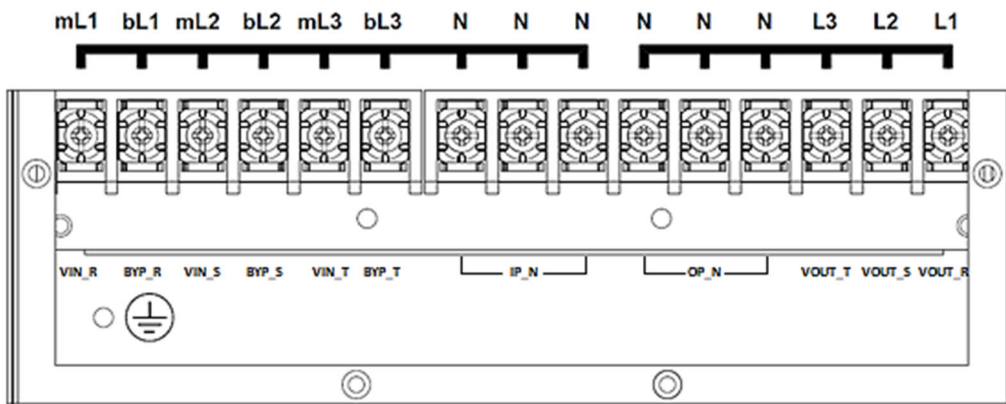 mL1 bL1 mL2 bL2 mL3 bL3 N N N N N N L3 L2 L1
VIN_R BYP_R VIN_S BYP_S VIN_T BYP_T IP_N OP_N VOUT_T VOUT_S VOUT_R